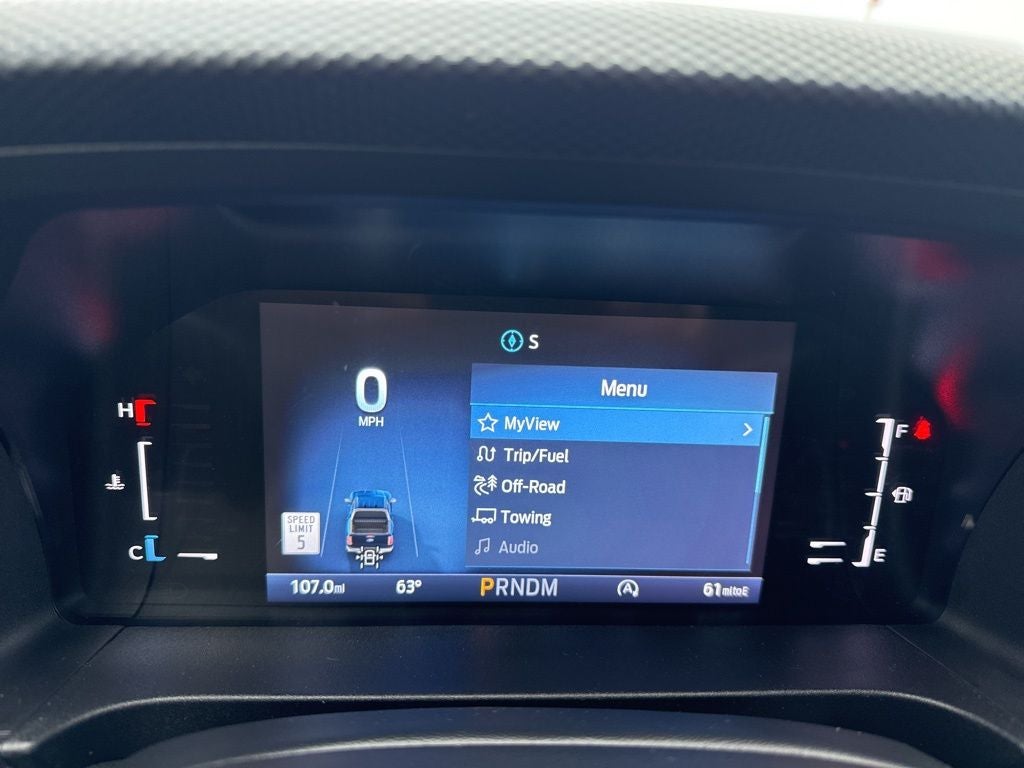 S
0
MPH
Menu
MyView
Trip/Fuel
Off-Road
Towing
Audio
SPEED
LIMIT
5
H
C
F
E
107.0mi 63° PRNDM A 61mitoE